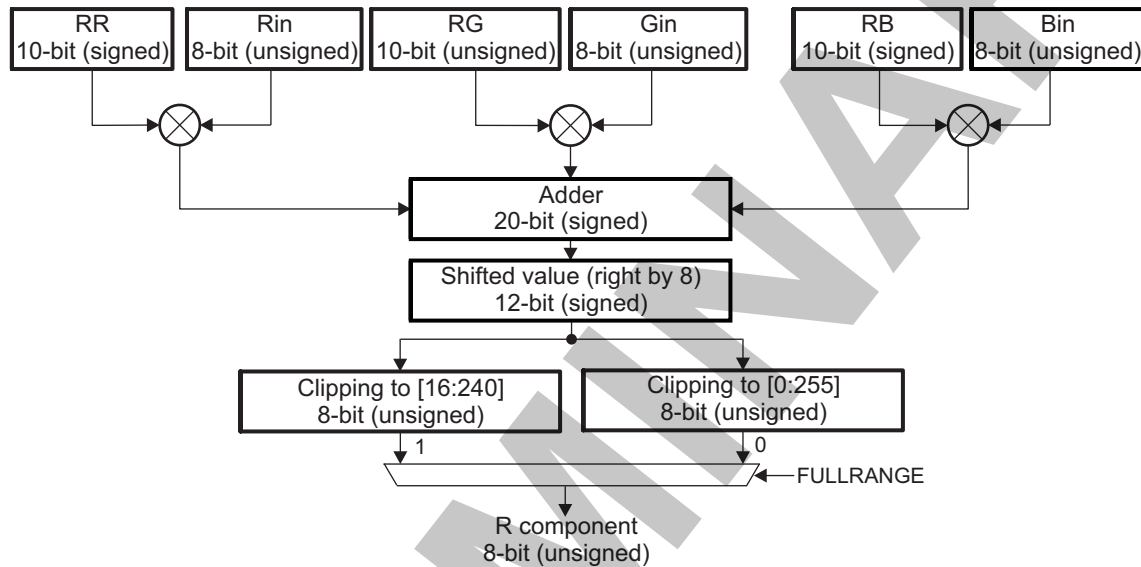 RR
10-bit (signed)
Rin
8-bit (unsigned)
RG
10-bit (unsigned)
Gin
8-bit (unsigned)
RB
10-bit (signed)
Bin
8-bit (unsigned)
Adder
20-bit (signed)
Shifted value (right by 8)
12-bit (signed)
Clipping to [16:240]
8-bit (unsigned)
Clipping to [0:255]
8-bit (unsigned)
1
0
FULLRANGE
R component
8-bit (unsigned)